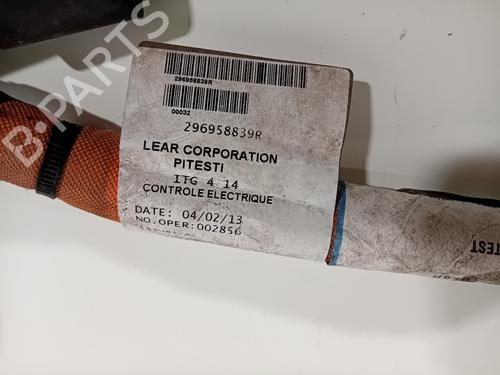 296958839R
00032
296958839R
LEAR CORPORATION
PITESTI
ITG 4 14
CONTROLE ELECTRIQUE
DATE: 04/02/13
NO.OPER:002856
TEST
B-PARTS